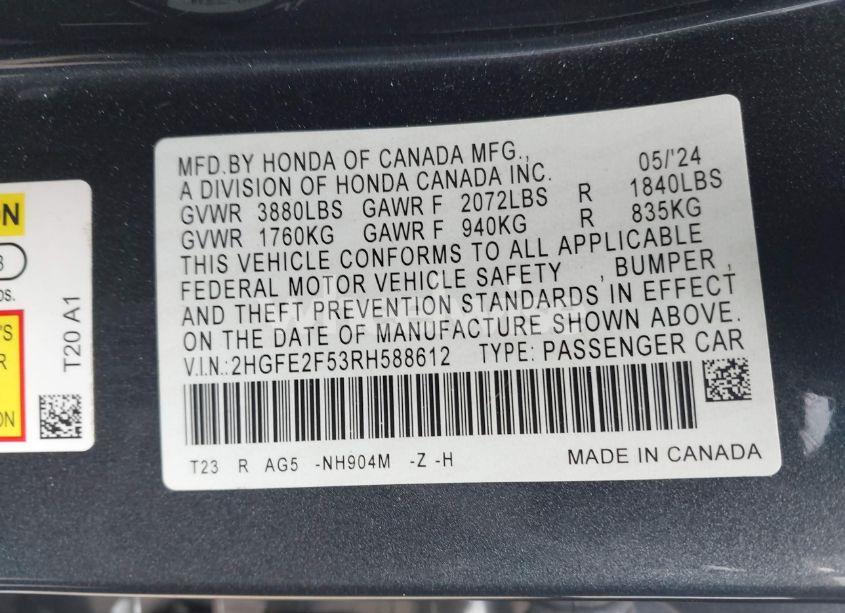 MFD.BY HONDA OF CANADA MFG., 05/'24
A DIVISION OF HONDA CANADA INC.
GVWR 3880LBS GAWR F 2072LBS R 1840LBS
GVWR 1760KG GAWR F 940KG R 835KG
THIS VEHICLE CONFORMS TO ALL APPLICABLE
FEDERAL MOTOR VEHICLE SAFETY , BUMPER ,
AND THEFT PREVENTION STANDARDS IN EFFECT
ON THE DATE OF MANUFACTURE SHOWN ABOVE.
V.I.N.:2HGFE2F53RH588612 TYPE: PASSENGER CAR
T23 R AG5 -NH904M -Z -H MADE IN CANADA
T20 A1